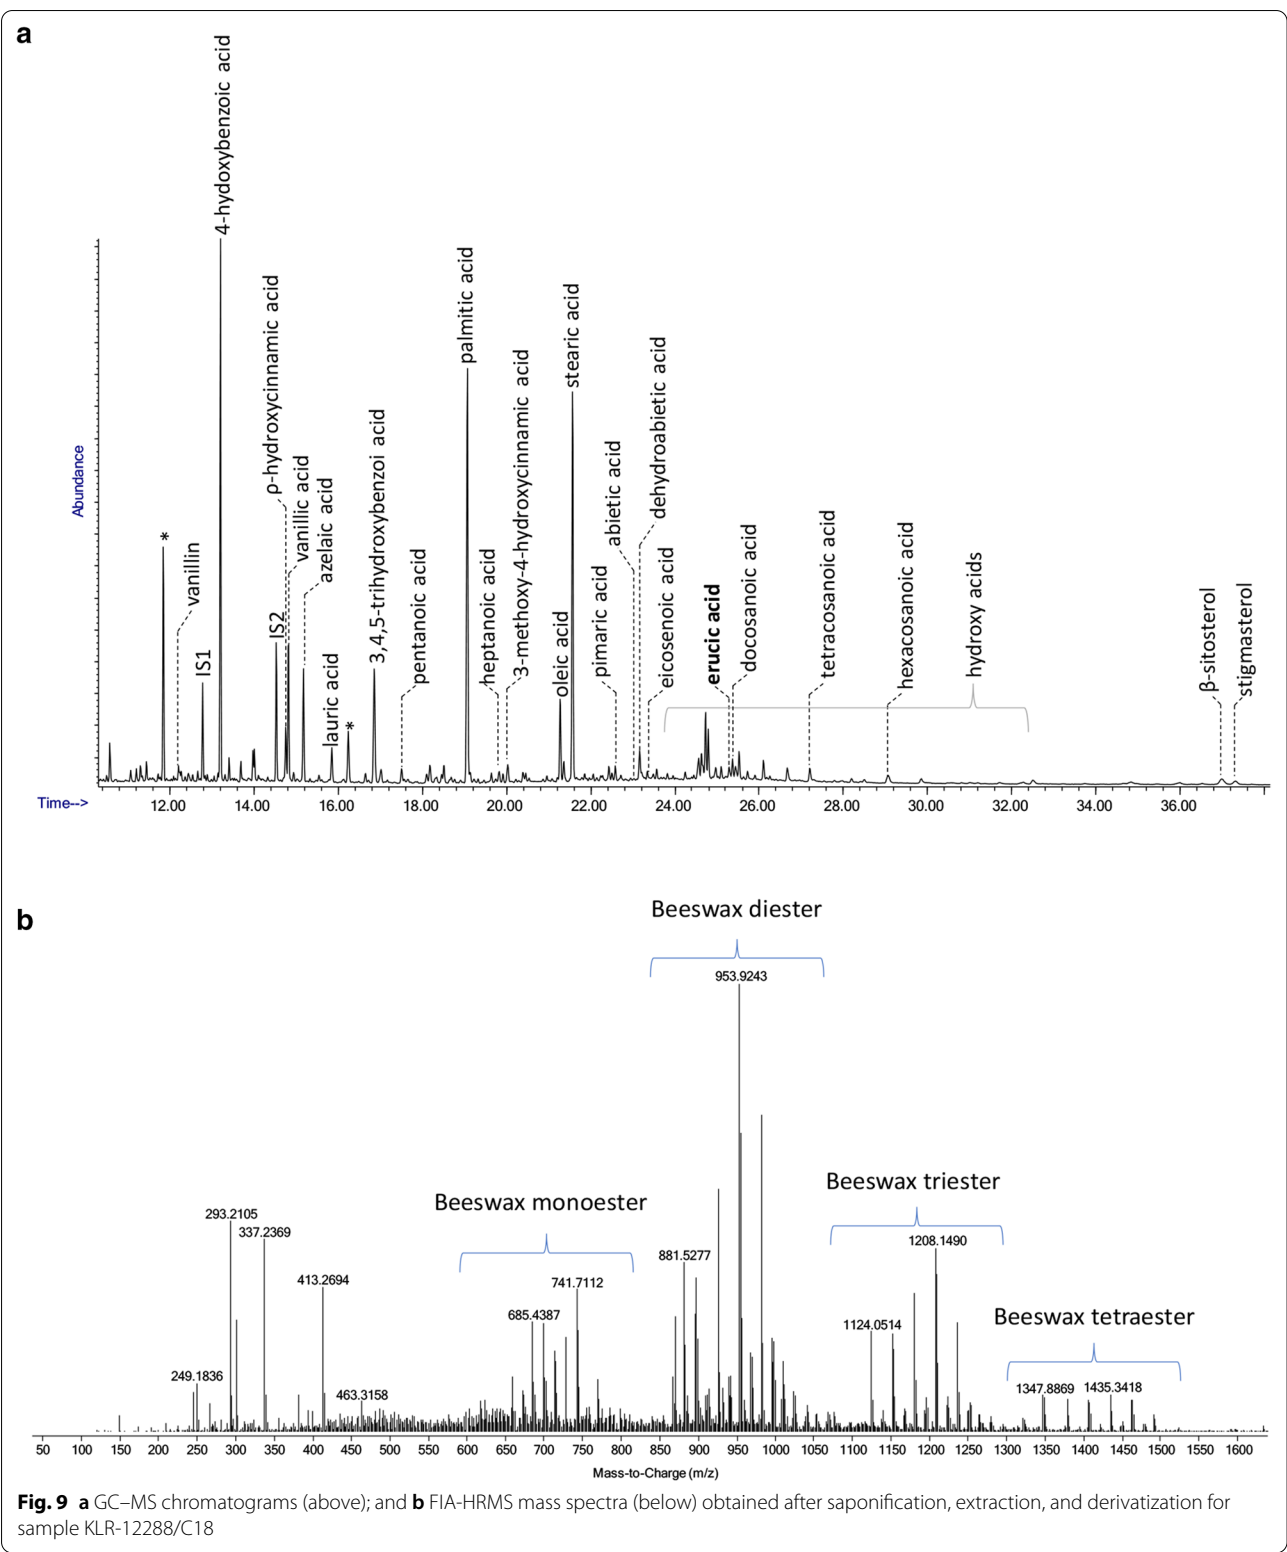 a
4-hydoxybenzoic acid
*
vanillin
IS1
IS2
ρ-hydroxycinnamic acid
vanillic acid
azelaic acid
lauric acid
*
3,4,5-trihydroxybenzoi acid
pentanoic acid
palmitic acid
heptanoic acid
3-methoxy-4-hydroxycinnamic acid
oleic acid
stearic acid
pimaric acid
abietic acid
dehydroabietic acid
eicosenoic acid
erucic acid
docosanoic acid
tetracosanoic acid
hexacosanoic acid
hydroxy acids
β-sitosterol
stigmasterol
Abundance
Time-->
12.00 14.00 16.00 18.00 20.00 22.00 24.00 26.00 28.00 30.00 32.00 34.00 36.00
b
Beeswax diester
953.9243
Beeswax triester
Beeswax monoester
293.2105
337.2369
1208.1490
881.5277
413.2694
741.7112
685.4387
Beeswax tetraester
1124.0514
249.1836
463.3158
1347.8869
1435.3418
50 100 150 200 250 300 350 400 450 500 550 600 650 700 750 800 850 900 950 1000 1050 1100 1150 1200 1250 1300 1350 1400 1450 1500 1550 1600
Mass-to-Charge (m/z)
Fig. 9 a GC–MS chromatograms (above); and b FIA-HRMS mass spectra (below) obtained after saponification, extraction, and derivatization for
sample KLR-12288/C18